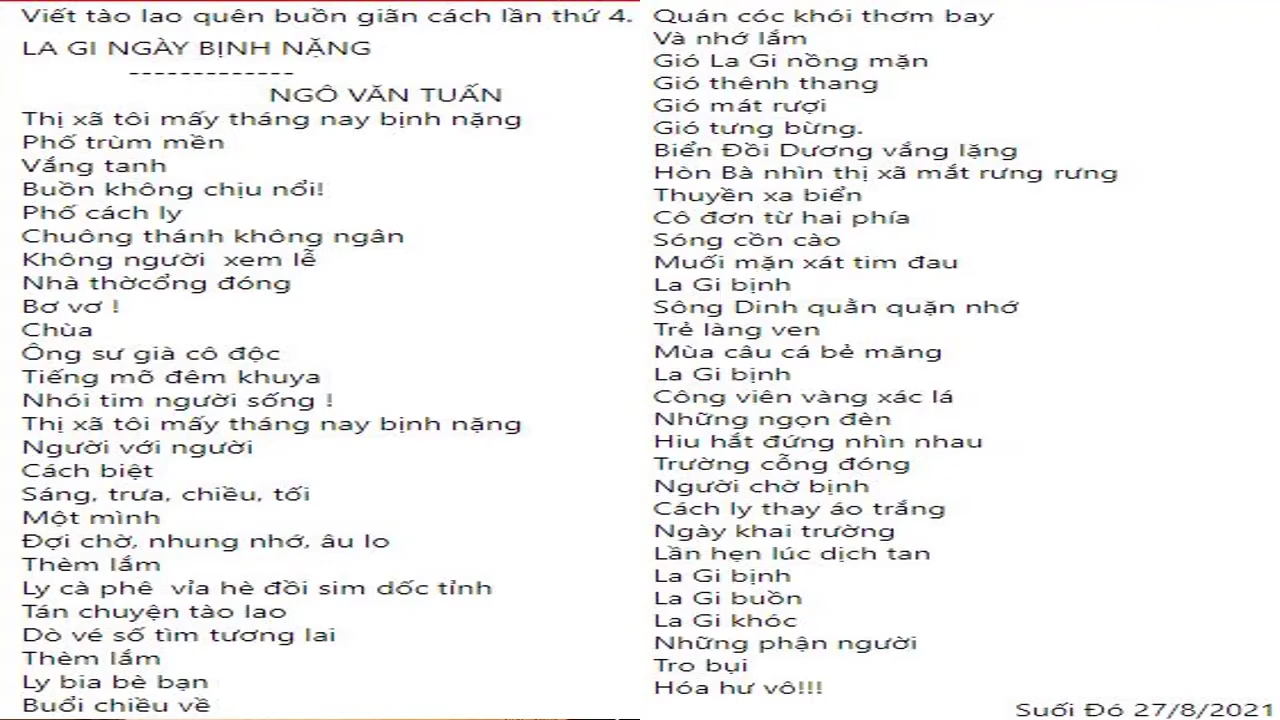 Viết tào lao quên buồn giãn cách lần thứ 4.
LA GI NGÀY BỊNH NẶNG
-------------
NGÔ VĂN TUẤN
Thị xã tôi mấy tháng nay bịnh nặng
Phố trùm mền
Vắng tanh
Buồn không chịu nổi!
Phố cách ly
Chuông thánh không ngân
Không người  xem lễ
Nhà thờcổng đóng
Bơ vơ !
Chùa
Ông sư già cô độc
Tiếng mõ đêm khuya
Nhói tim người sống !
Thị xã tôi mấy tháng nay bịnh nặng
Người với người
Cách biệt
Sáng, trưa, chiều, tối
Một mình
Đợi chờ, nhung nhớ, âu lo
Thèm lắm
Ly cà phê  vỉa hè đồi sim dốc tỉnh
Tán chuyện tào lao
Dò vé số tìm tương lai
Thèm lắm
Ly bia bè bạn
Buổi chiều về
Quán cóc khói thơm bay
Và nhớ lắm
Gió La Gi nồng mặn
Gió thênh thang
Gió mát rượi
Gió tưng bừng.
Biển Đồi Dương vắng lặng
Hòn Bà nhìn thị xã mắt rưng rưng
Thuyền xa biển
Cô đơn từ hai phía
Sóng cồn cào
Muối mặn xát tim đau
La Gi bịnh
Sông Dinh quằn quặn nhớ
Trẻ làng ven
Mùa câu cá bẻ măng
La Gi bịnh
Công viên vàng xác lá
Những ngọn đèn
Hiu hắt đứng nhìn nhau
Trường cỗng đóng
Người chờ bịnh
Cách ly thay áo trắng
Ngày khai trường
Lần hẹn lúc dịch tan
La Gi bịnh
La Gi buồn
La Gi khóc
Những phận người
Tro bụi
Hóa hư vô!!!
Suối Đó 27/8/2021